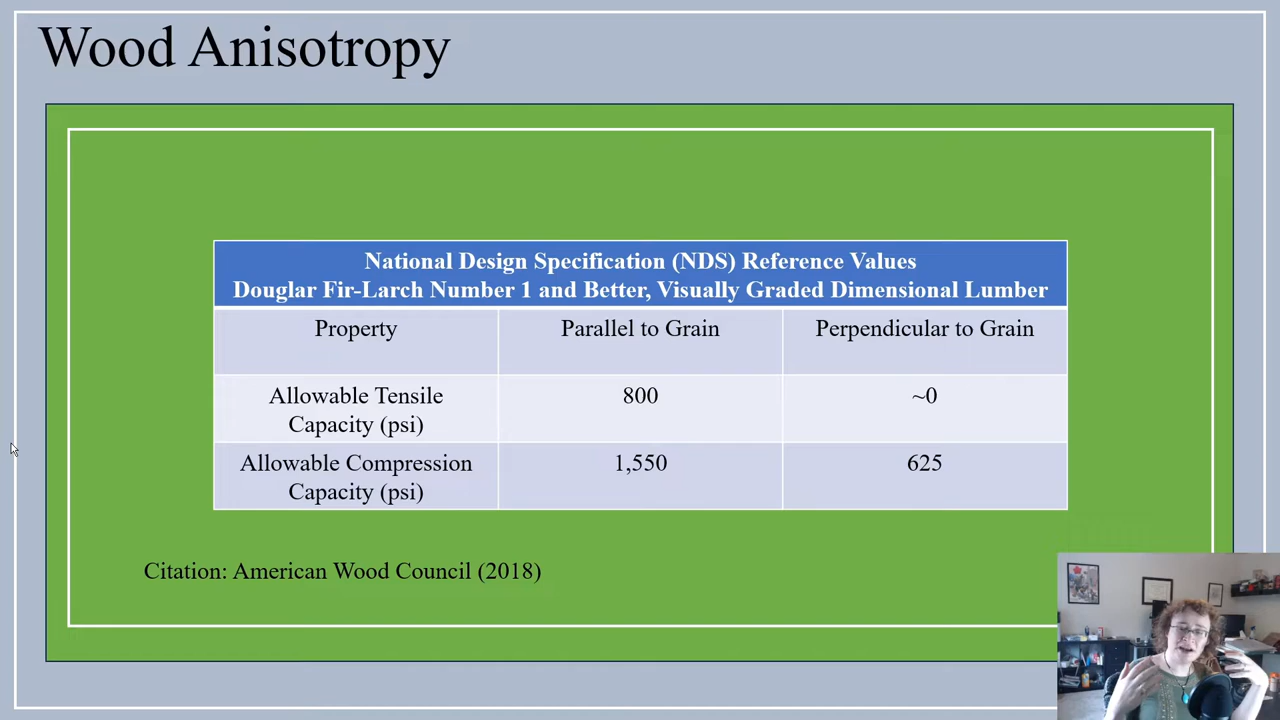 Wood Anisotropy
National Design Specification (NDS) Reference Values
Douglar Fir-Larch Number 1 and Better, Visually Graded Dimensional Lumber
Property
Parallel to Grain
Perpendicular to Grain
Allowable Tensile
Capacity (psi)
800
~0
Allowable Compression
Capacity (psi)
1,550
625
Citation: American Wood Council (2018)